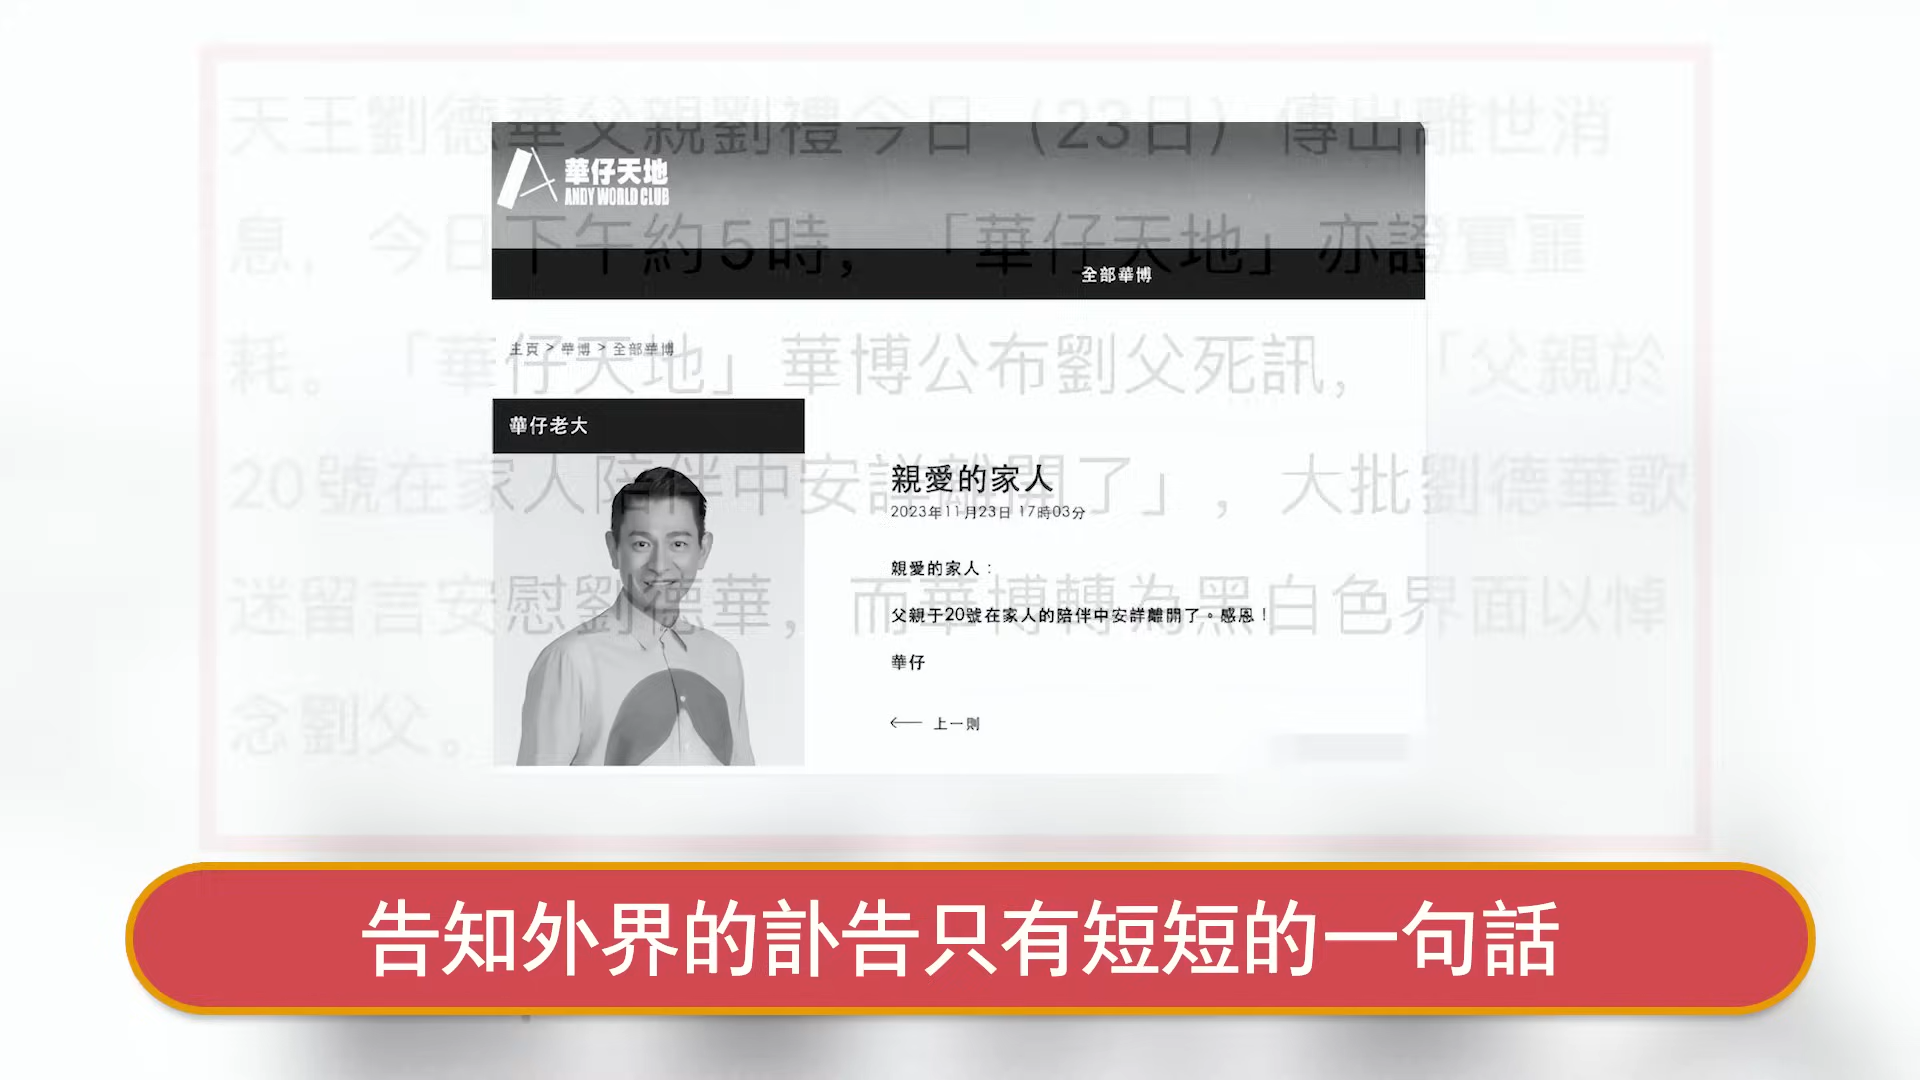 天王劉德華父親劉禮今日（23日）傳出離世消
息，今日下午約5時，「華仔天地」亦證實噩
耗。「華仔天地」華博公布劉父死訊，「父親於
20號在家人陪伴中安詳離開了」，大批劉德華歌
迷留言安慰劉德華，而華博轉為黑白色界面以悼
念劉父。
華仔天地
ANDY WORLD CLUB
全部華博
主頁 > 華博 > 全部華博
華仔老大
親愛的家人
2023年11月23日 17時03分
親愛的家人：
父親于20號在家人的陪伴中安詳離開了。感恩！
華仔
← 上一則
告知外界的訃告只有短短的一句話